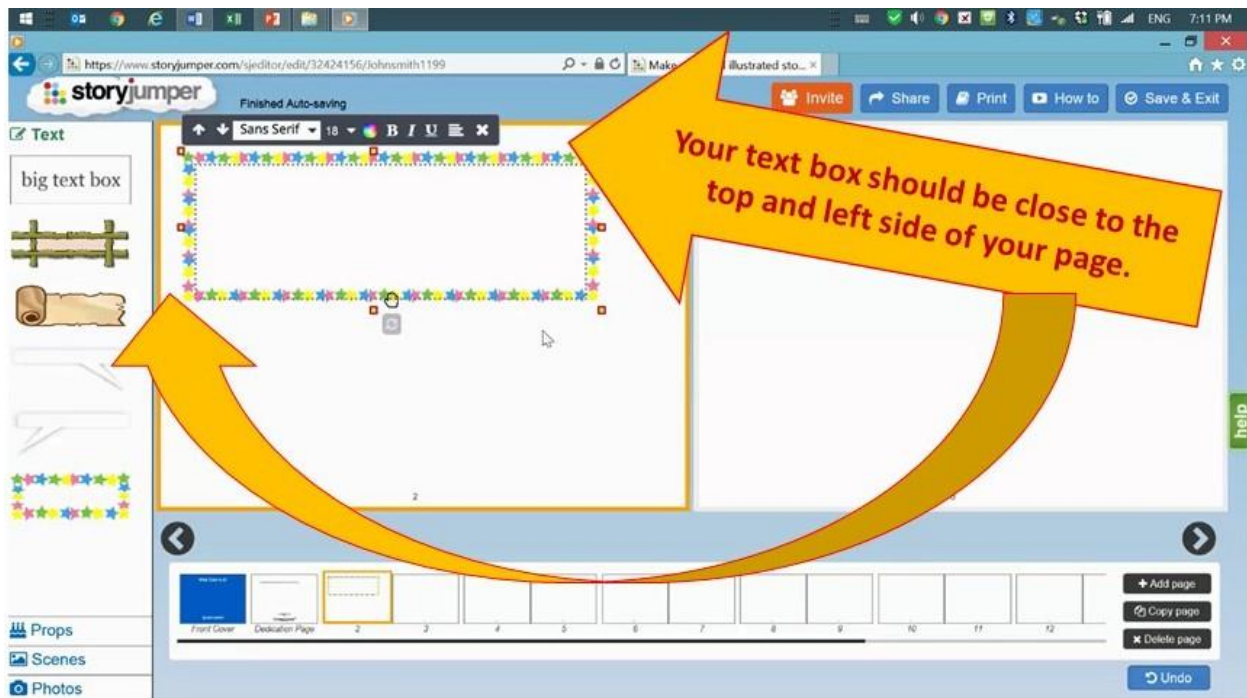 ENG 7:11 PM
https://www.storyjumper.com/sjeditor/edit/32424156/Johnsmith1199
illustrated sto...
storyjumper
Finished Auto-saving
Invite
Share
Print
How to
Save & Exit
Text
Sans Serif 18 B I U
big text box
Your text box should be close to the
top and left side of your page.
help
2
Front Cover
Dedication Page
2
3
4
5
6
7
8
9
10
11
12
+ Add page
Copy page
Delete page
Props
Scenes
Photos
Undo